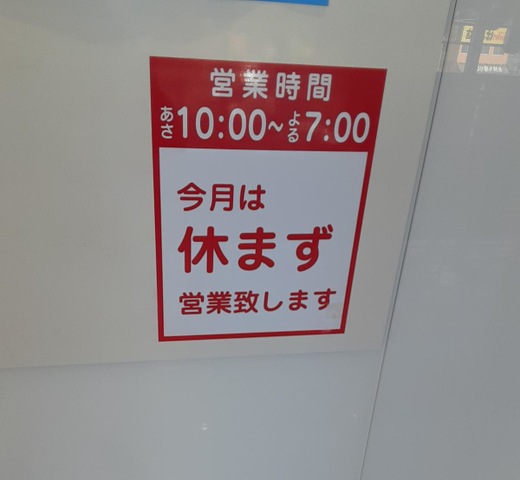 営業時間
あさ10:00~よる7:00
今月は
休まず
営業致します